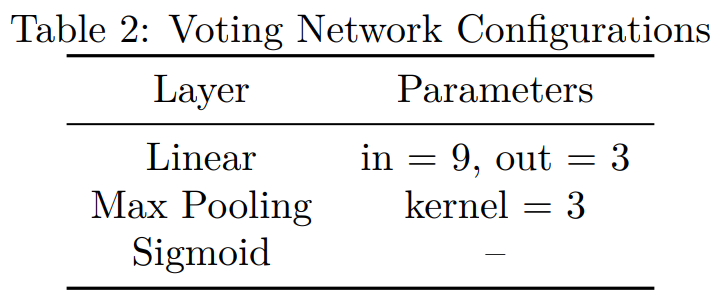 Table 2: Voting Network Configurations
Layer Parameters
Linear in = 9, out = 3
Max Pooling kernel = 3
Sigmoid –